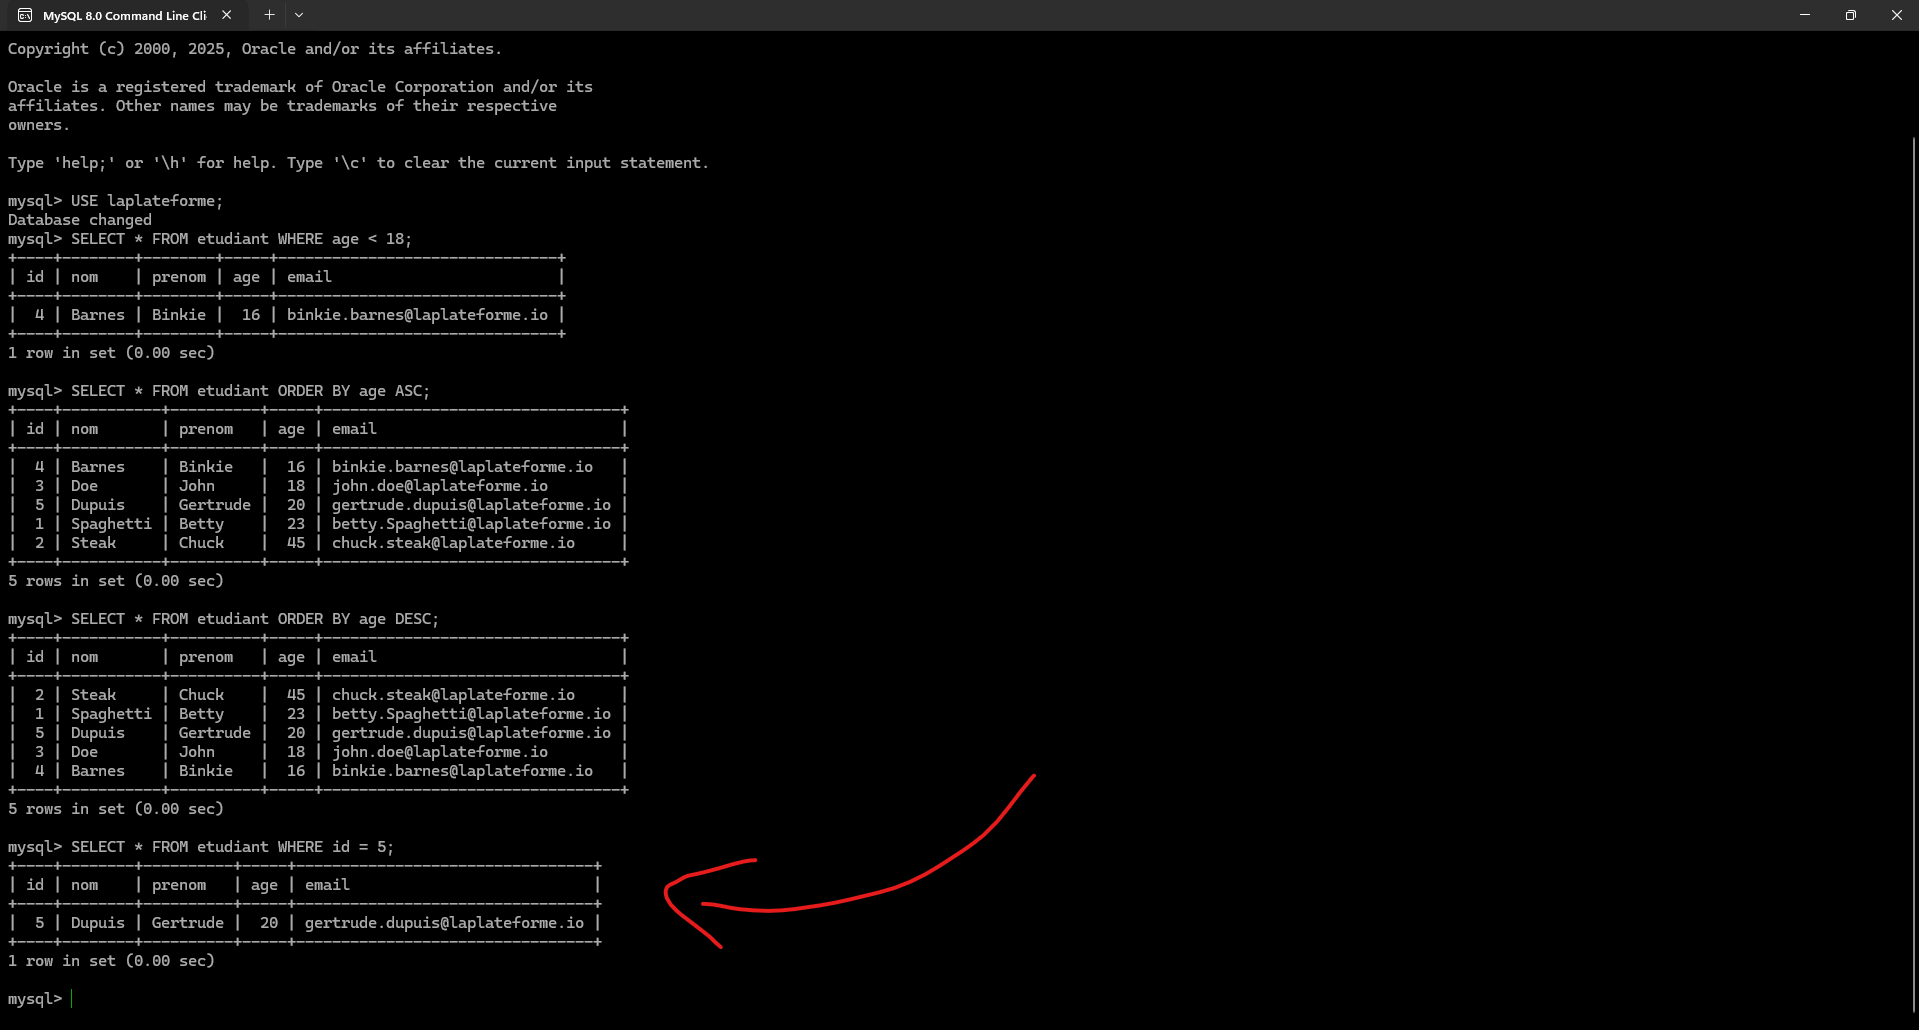 MySQL 8.0 Command Line Cli
Copyright (c) 2000, 2025, Oracle and/or its affiliates.
Oracle is a registered trademark of Oracle Corporation and/or its
affiliates. Other names may be trademarks of their respective
owners.
Type 'help;' or '\h' for help. Type '\c' to clear the current input statement.
mysql> USE laplateforme;
Database changed
mysql> SELECT * FROM etudiant WHERE age < 18;
+----+--------+--------+-----+------------------------------+
| id | nom    | prenom | age | email                        |
+----+--------+--------+-----+------------------------------+
|  4 | Barnes | Binkie |  16 | binkie.barnes@laplateforme.io |
+----+--------+--------+-----+------------------------------+
1 row in set (0.00 sec)
mysql> SELECT * FROM etudiant ORDER BY age ASC;
+----+-----------+----------+-----+---------------------------------+
| id | nom       | prenom   | age | email                           |
+----+-----------+----------+-----+---------------------------------+
|  4 | Barnes    | Binkie   |  16 | binkie.barnes@laplateforme.io   |
|  3 | Doe       | John     |  18 | john.doe@laplateforme.io        |
|  5 | Dupuis    | Gertrude |  20 | gertrude.dupuis@laplateforme.io |
|  1 | Spaghetti | Betty    |  23 | betty.Spaghetti@laplateforme.io |
|  2 | Steak     | Chuck    |  45 | chuck.steak@laplateforme.io     |
+----+-----------+----------+-----+---------------------------------+
5 rows in set (0.00 sec)
mysql> SELECT * FROM etudiant ORDER BY age DESC;
+----+-----------+----------+-----+---------------------------------+
| id | nom       | prenom   | age | email                           |
+----+-----------+----------+-----+---------------------------------+
|  2 | Steak     | Chuck    |  45 | chuck.steak@laplateforme.io     |
|  1 | Spaghetti | Betty    |  23 | betty.Spaghetti@laplateforme.io |
|  5 | Dupuis    | Gertrude |  20 | gertrude.dupuis@laplateforme.io |
|  3 | Doe       | John     |  18 | john.doe@laplateforme.io        |
|  4 | Barnes    | Binkie   |  16 | binkie.barnes@laplateforme.io   |
+----+-----------+----------+-----+---------------------------------+
5 rows in set (0.00 sec)
mysql> SELECT * FROM etudiant WHERE id = 5;
+----+--------+----------+-----+---------------------------------+
| id | nom    | prenom   | age | email                           |
+----+--------+----------+-----+---------------------------------+
|  5 | Dupuis | Gertrude |  20 | gertrude.dupuis@laplateforme.io |
+----+--------+----------+-----+---------------------------------+
1 row in set (0.00 sec)
mysql>